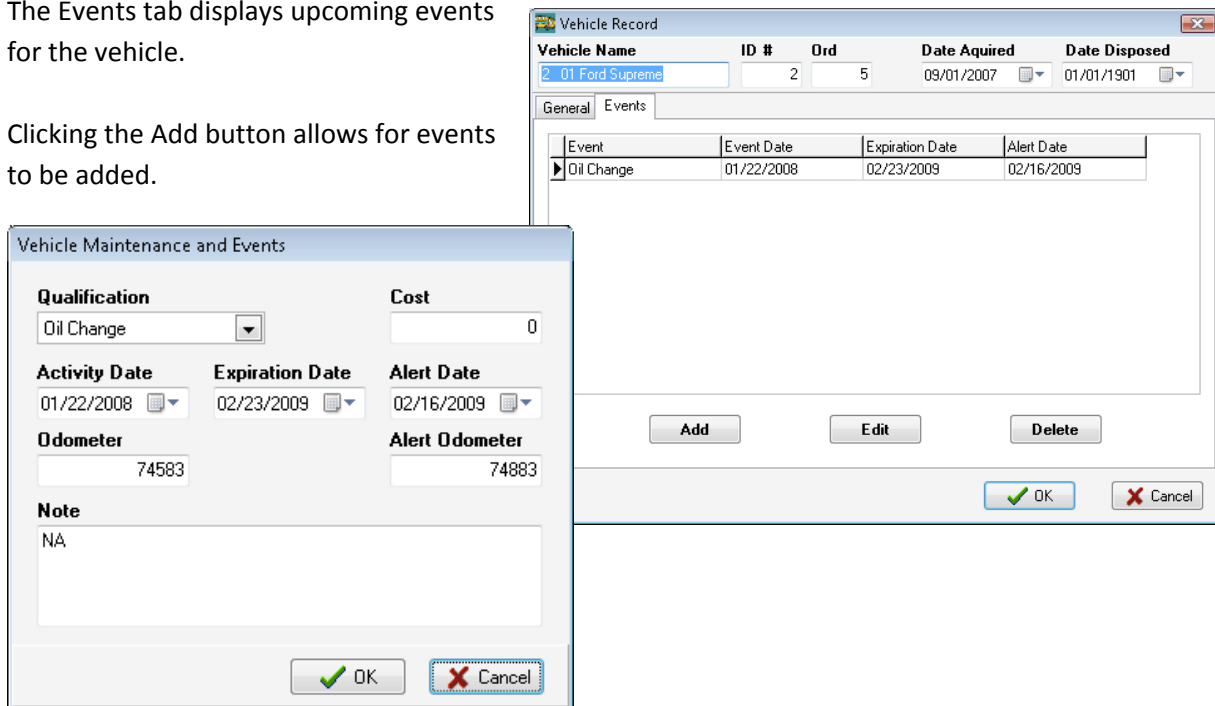 The Events tab displays upcoming events
for the vehicle.
Clicking the Add button allows for events
to be added.
Vehicle Record
Vehicle Name ID # Ord Date Aquired Date Disposed
2 01 Ford Supreme 2 5 09/01/2007 01/01/1901
General Events
Event Event Date Expiration Date Alert Date
Oil Change 01/22/2008 02/23/2009 02/16/2009
Add Edit Delete
OK Cancel
Vehicle Maintenance and Events
Qualification Cost
Oil Change 0
Activity Date Expiration Date Alert Date
01/22/2008 02/23/2009 02/16/2009
Odometer Alert Odometer
74583 74883
Note
NA
OK Cancel